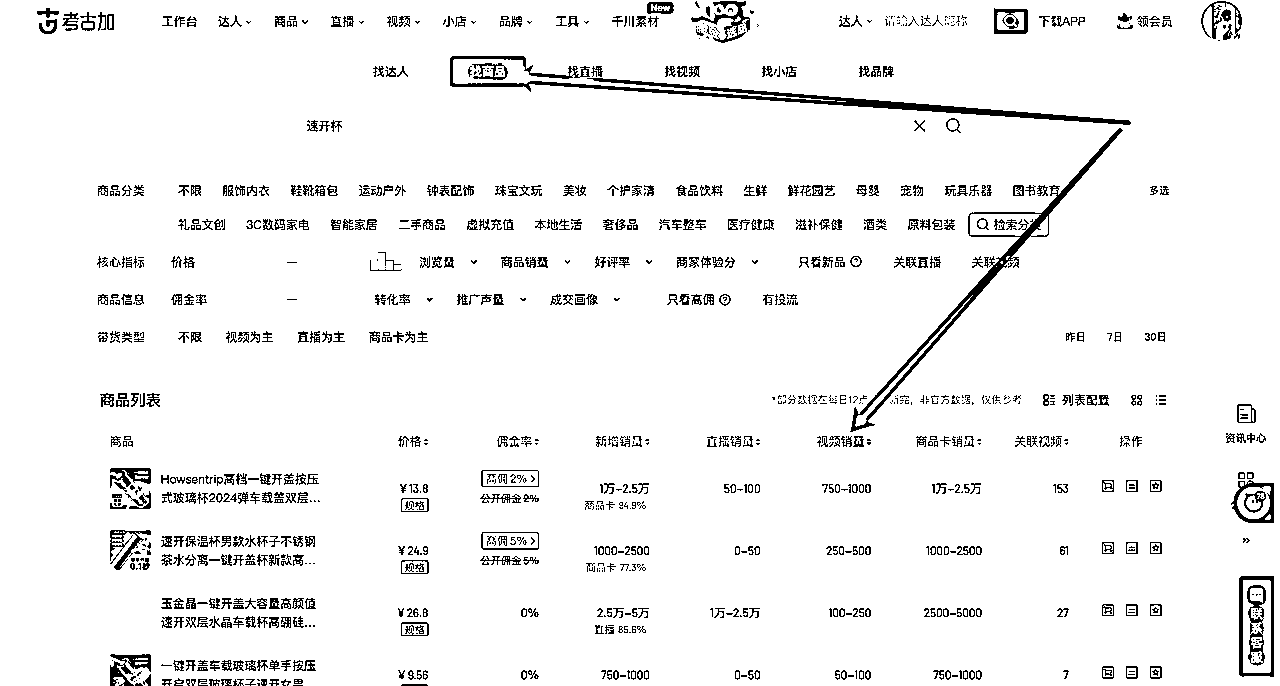 考古加 工作台 达人 商品 直播 视频 小店 品牌 工具 千川素材 New 达人 请输入达人昵称 下载APP 领会员
找达人 找商品 找直播 找视频 找小店 找品牌
速开杯
商品分类 不限 服饰内衣 鞋靴箱包 运动户外 钟表配饰 珠宝文玩 美妆 个护家清 食品饮料 生鲜 鲜花园艺 母婴 宠物 玩具乐器 图书教育 多选
礼品文创 3C数码家电 智能家居 二手商品 虚拟充值 本地生活 奢侈品 汽车整车 医疗健康 滋补保健 酒类 原料包装 检索分类
核心指标 价格 — 浏览量 商品销量 好评率 商家体验分 只看新品 关联直播 关联视频
商品信息 佣金率 — 转化率 推广声量 成交画像 只看高佣 有投流
带货类型 不限 视频为主 直播为主 商品卡为主 昨日 7日 30日
商品列表 *部分数据在每日12点 新完，非官方数据，仅供参考 列表配置
商品 价格 佣金率 新增销量 直播销量 视频销量 商品卡销量 关联视频 操作
资讯中心
Howsentrip高档一键开盖按压
式玻璃杯2024弹车载盖双层...
¥13.8
规格
高佣 2% >
公开佣金 2%
1万-2.5万
商品卡 94.9%
50-100 750-1000 1万-2.5万 153
速开保温杯男款水杯子不锈钢
茶水分离一键开盖杯新款高...
¥24.9
规格
高佣 5% >
公开佣金 5%
1000-2500
商品卡 77.3%
0-50 250-500 1000-2500 61
»
玉金晶一键开盖大容量高颜值
速开双层水晶车载杯高硼硅...
¥26.8
规格
0%
2.5万-5万
直播 85.6%
1万-2.5万 100-250 2500-5000 27
联系客服
一键开盖车载玻璃杯单手按压
¥9.56 0% 750-1000 0-50 50-100 750-1000 7